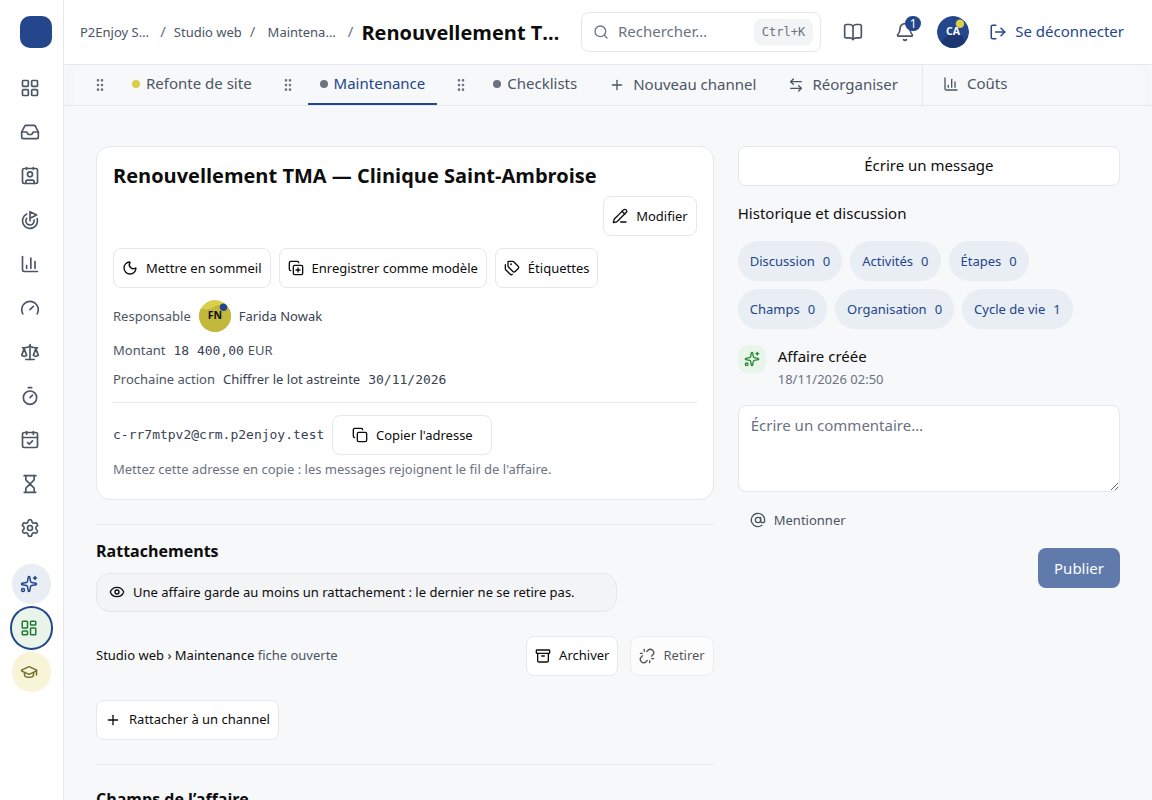 P2Enjoy S... / Studio web / Maintena... / Renouvellement T...
Rechercher... Ctrl+K
1
CA
Se déconnecter
Refonte de site
Maintenance
Checklists
Nouveau channel
Réorganiser
Coûts
Renouvellement TMA — Clinique Saint-Ambroise
Modifier
Mettre en sommeil
Enregistrer comme modèle
Étiquettes
Responsable FN Farida Nowak
Montant 18 400,00 EUR
Prochaine action Chiffrer le lot astreinte 30/11/2026
c-rr7mtpv2@crm.p2enjoy.test Copier l'adresse
Mettez cette adresse en copie : les messages rejoignent le fil de l'affaire.
Rattachements
Une affaire garde au moins un rattachement : le dernier ne se retire pas.
Studio web › Maintenance fiche ouverte
Archiver
Retirer
Rattacher à un channel
Champs de l’affaire
Écrire un message
Historique et discussion
Discussion 0
Activités 0
Étapes 0
Champs 0
Organisation 0
Cycle de vie 1
Affaire créée
18/11/2026 02:50
Écrire un commentaire...
Mentionner
Publier